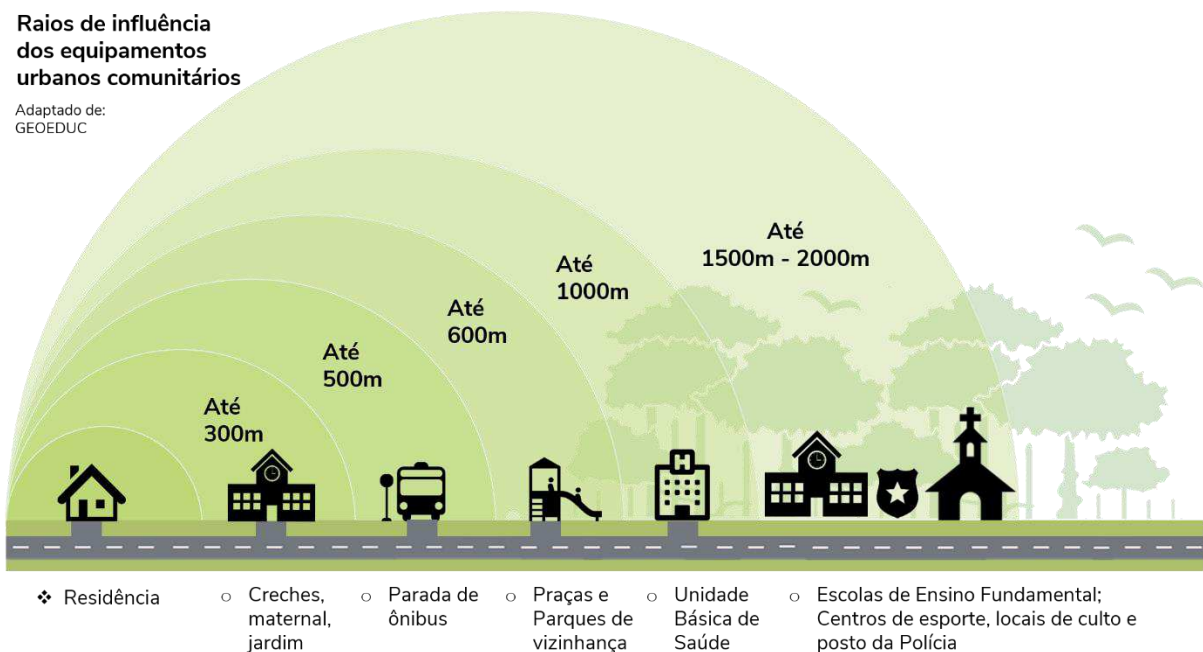 Raios de influência
dos equipamentos
urbanos comunitários
Adaptado de:
GEOEDUC
Até
1500m - 2000m
Até
1000m
Até
600m
Até
500m
Até
300m
H
❖ Residência
○ Creches,
maternal,
jardim
○ Parada de
ônibus
○ Praças e
Parques de
vizinhança
○ Unidade
Básica de
Saúde
○ Escolas de Ensino Fundamental;
Centros de esporte, locais de culto e
posto da Polícia